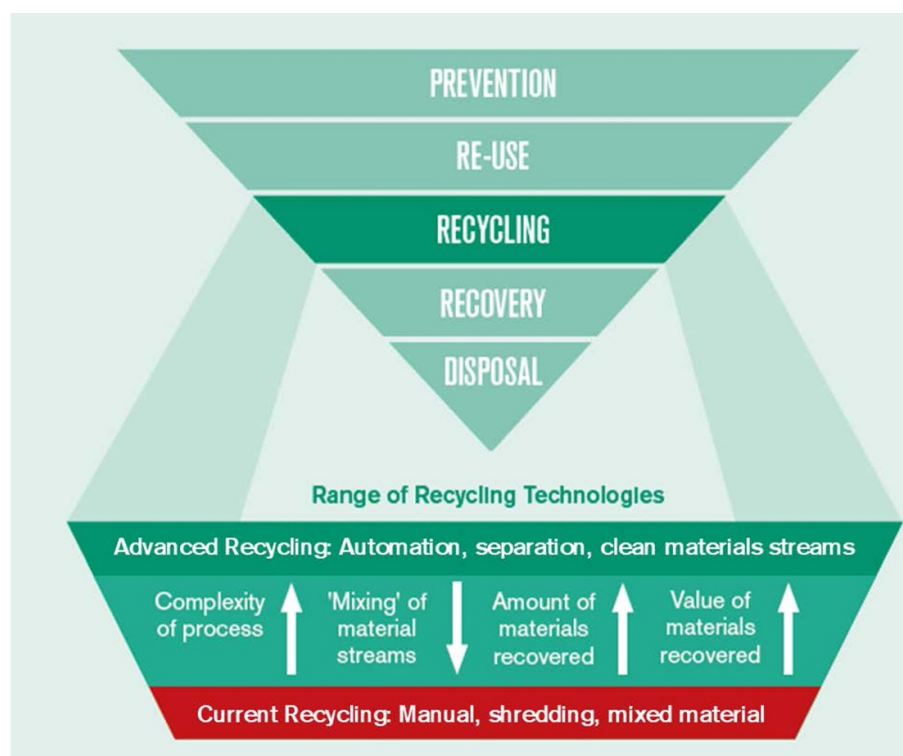 PREVENTION
RE-USE
RECYCLING
RECOVERY
DISPOSAL
Range of Recycling Technologies
Advanced Recycling: Automation, separation, clean materials streams
Complexity
of process
'Mixing' of
material
streams
Amount of
materials
recovered
Value of
materials
recovered
Current Recycling: Manual, shredding, mixed material